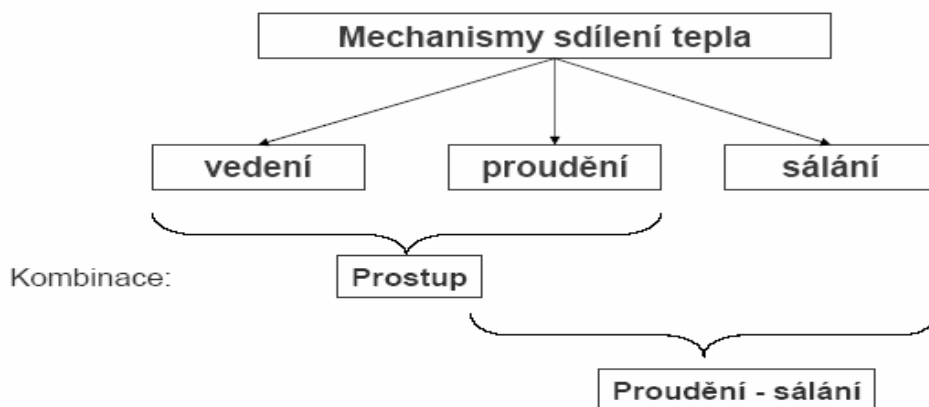 Mechanismy sdílení tepla
vedení
proudění
sálání
Kombinace:
Prostup
Proudění - sálání